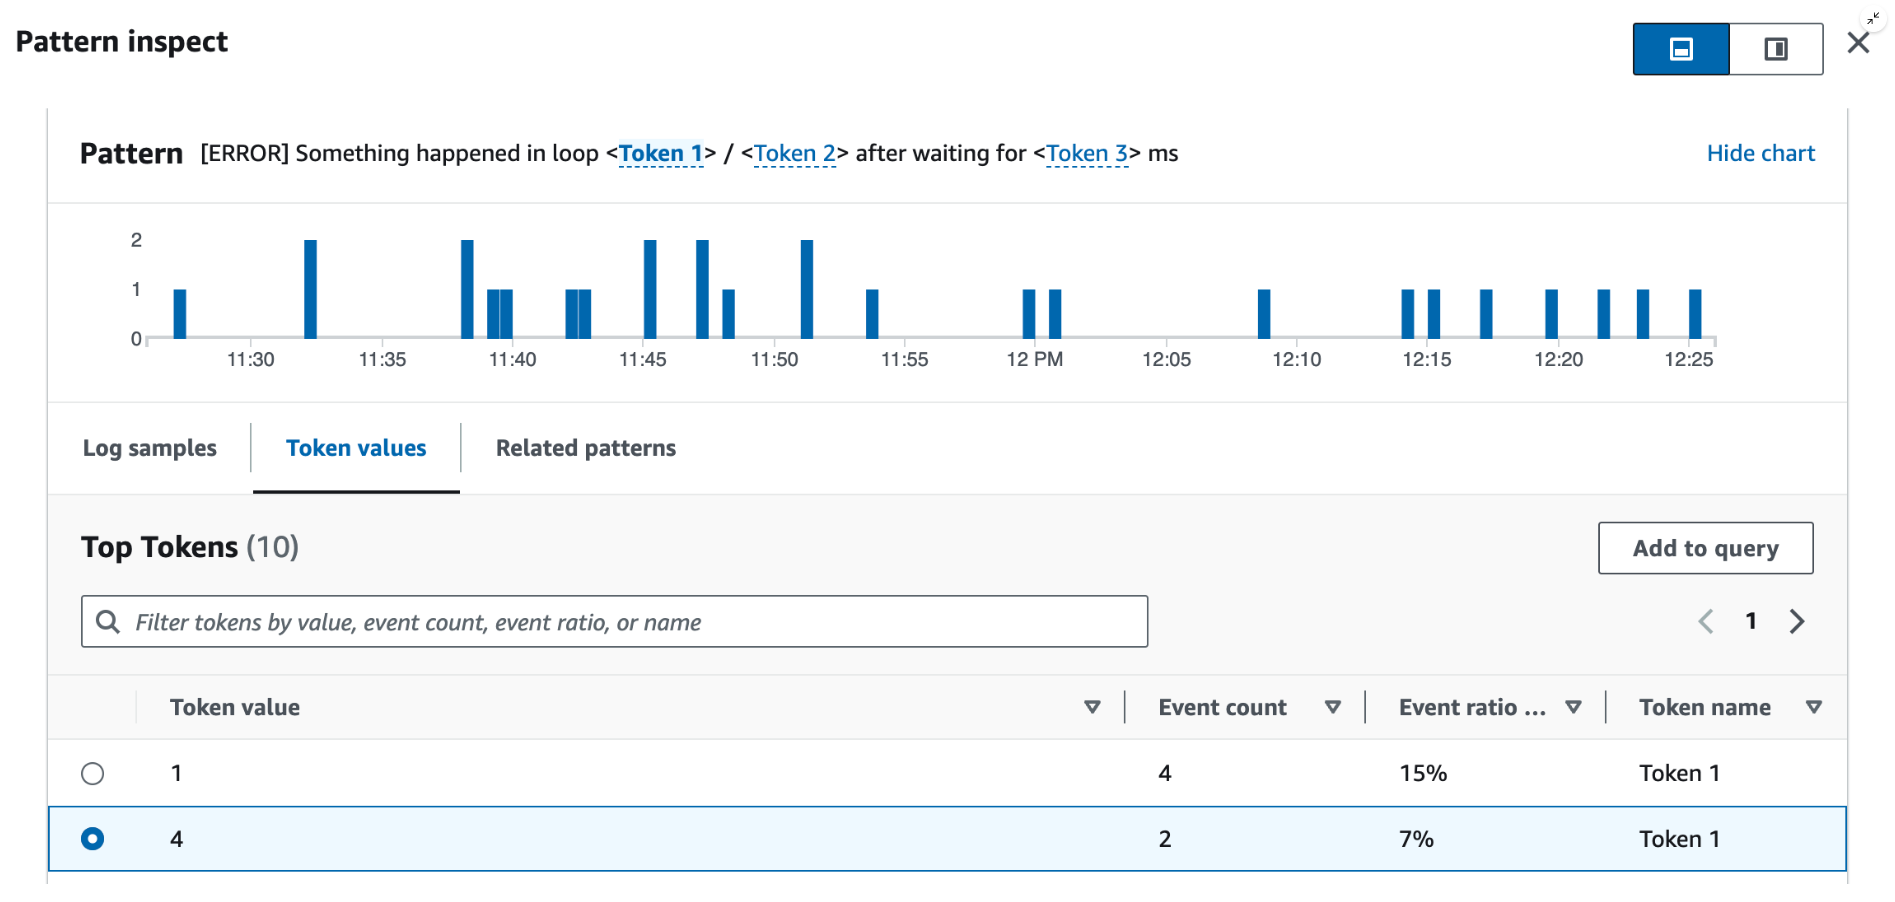 Pattern inspect
Pattern [ERROR] Something happened in loop <Token 1> / <Token 2> after waiting for <Token 3> ms Hide chart
2
1
0
11:30 11:35 11:40 11:45 11:50 11:55 12 PM 12:05 12:10 12:15 12:20 12:25
Log samples Token values Related patterns
Top Tokens (10) Add to query
Filter tokens by value, event count, event ratio, or name 1
Token value Event count Event ratio ... Token name
1 4 15% Token 1
4 2 7% Token 1